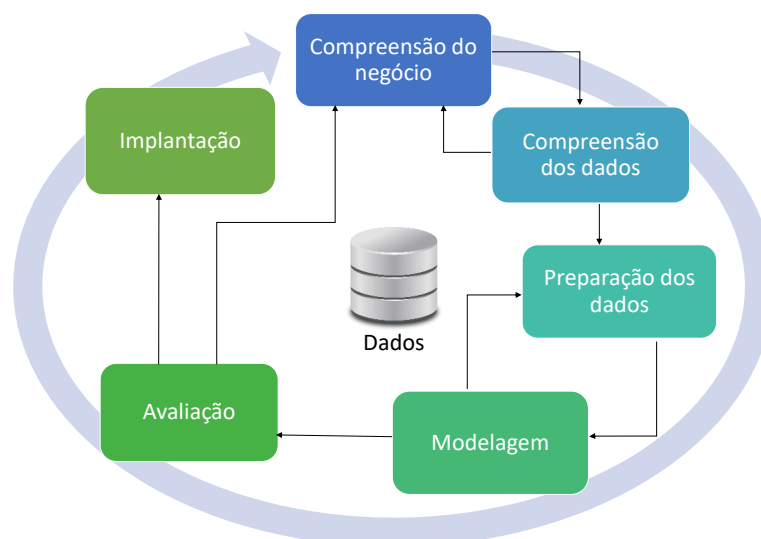 Compreensão do
negócio
Compreensão
dos dados
Preparação dos
dados
Modelagem
Avaliação
Implantação
Dados